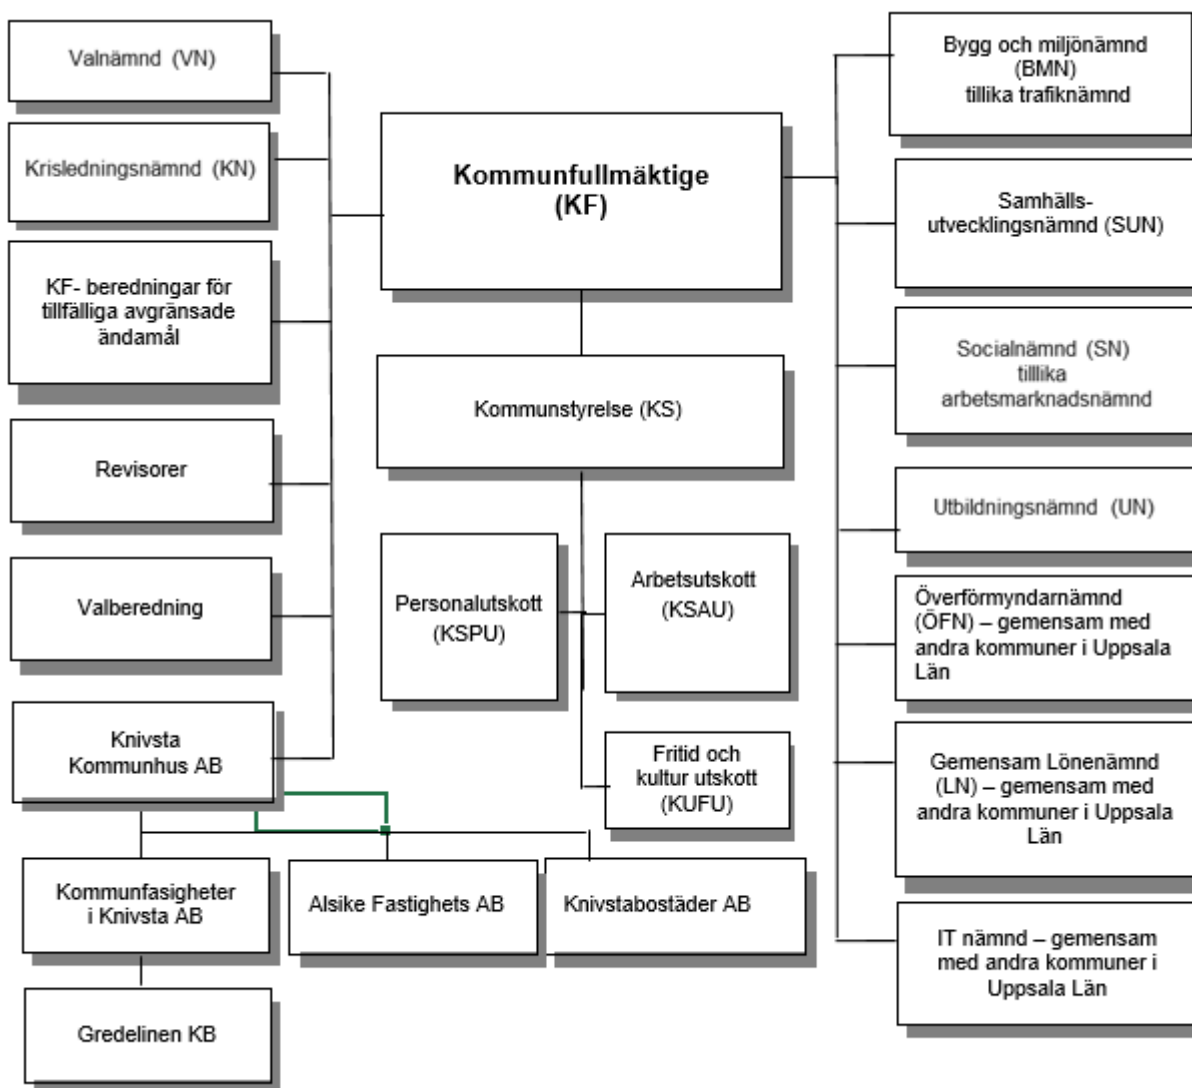 Valnämnd (VN)
Krisledningsnämnd (KN)
KF- beredningar för
tillfälliga avgränsade
ändamål
Revisorer
Valberedning
Knivsta
Kommunhus AB
Kommunfasigheter
i Knivsta AB
Gredelinen KB
Alsike Fastighets AB
Knivstabostäder AB
Kommunfullmäktige
(KF)
Kommunstyrelse (KS)
Personalutskott
(KSPU)
Arbetsutskott
(KSAU)
Fritid och
kultur utskott
(KUFU)
Bygg och miljönämnd
(BMN)
tillika trafiknämnd
Samhälls-
utvecklingsnämnd (SUN)
Socialnämnd (SN)
tilllika
arbetsmarknadsnämnd
Utbildningsnämnd (UN)
Överförmyndarnämnd
(ÖFN) – gemensam med
andra kommuner i Uppsala
Län
Gemensam Lönenämnd
(LN) – gemensam med
andra kommuner i Uppsala
Län
IT nämnd – gemensam
med andra kommuner i
Uppsala Län